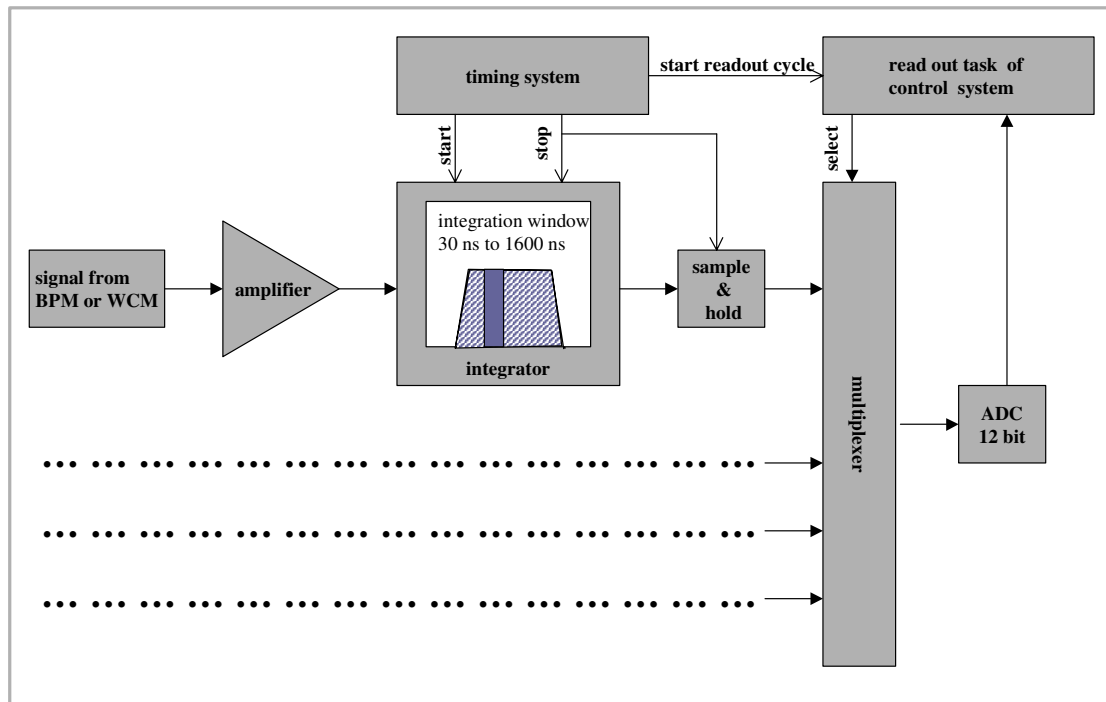 timing system
start readout cycle
read out task of
control system
start
stop
select
integration window
30 ns to 1600 ns
signal from
BPM or WCM
amplifier
integrator
sample
&
hold
multiplexer
ADC
12 bit